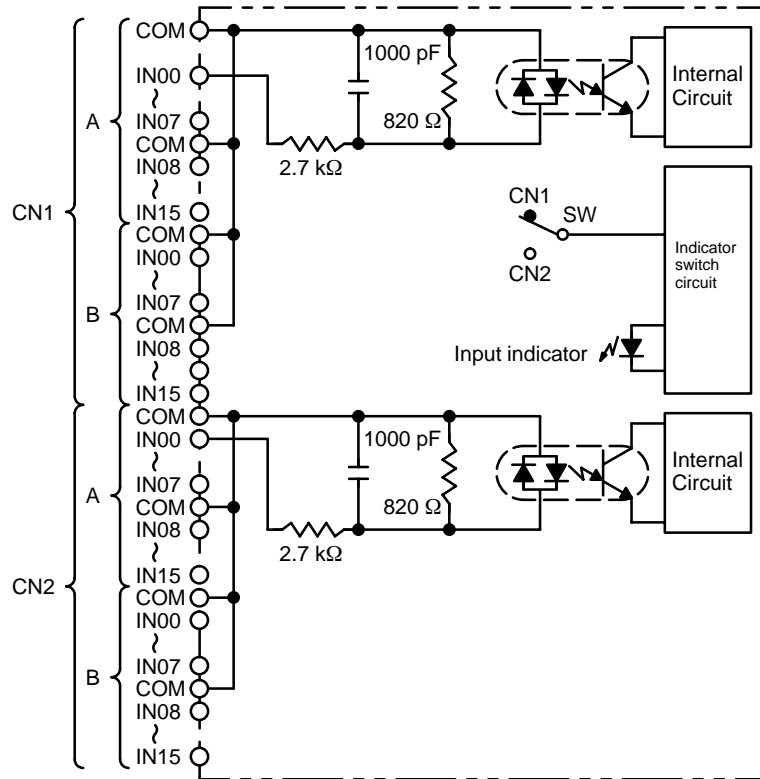 COM
IN00
IN07
COM
IN08
IN15
COM
IN00
IN07
COM
IN08
IN15
COM
IN00
IN07
COM
IN08
IN15
COM
IN00
IN07
COM
IN08
IN15
A
B
CN1
A
B
CN2
1000 pF
820 Ω
2.7 kΩ
Internal
Circuit
CN1
SW
CN2
Indicator
switch
circuit
Input indicator
1000 pF
820 Ω
2.7 kΩ
Internal
Circuit